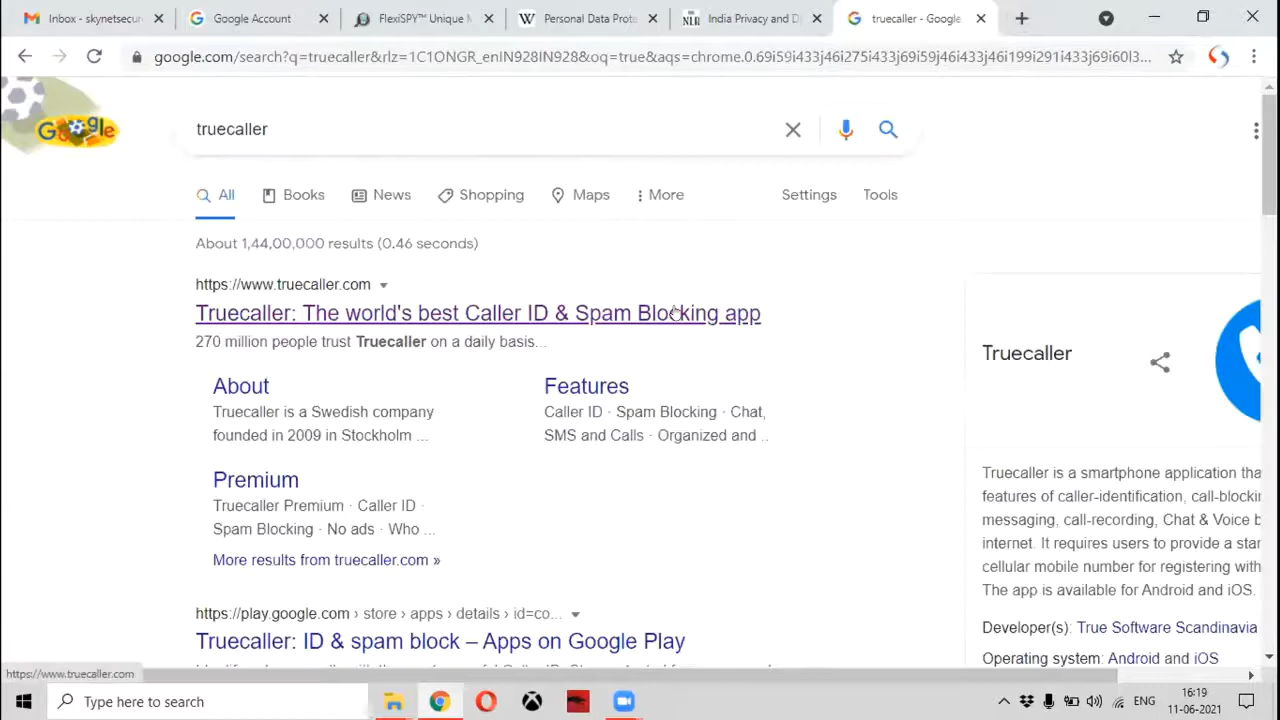 Inbox - skynetsecur
Google Account
FlexiSPY™ Unique M
Personal Data Prote
India Privacy and D
truecaller - Google
google.com/search?q=truecaller&rlz=1C1ONGR_enIN928IN928&oq=true&aqs=chrome.0.69i59i433j46i275i433j69i59j46i433j46i199i291i433j69i60l3...
Google
truecaller
All
Books
News
Shopping
Maps
More
Settings
Tools
About 1,44,00,000 results (0.46 seconds)
https://www.truecaller.com
Truecaller: The world's best Caller ID & Spam Blocking app
270 million people trust Truecaller on a daily basis...
About
Truecaller is a Swedish company
founded in 2009 in Stockholm ...
Features
Caller ID · Spam Blocking · Chat,
SMS and Calls · Organized and ..
Premium
Truecaller Premium · Caller ID ·
Spam Blocking · No ads · Who ...
More results from truecaller.com »
https://play.google.com › store › apps › details › id=co...
Truecaller: ID & spam block – Apps on Google Play
Truecaller
Truecaller is a smartphone application tha
features of caller-identification, call-blockin
messaging, call-recording, Chat & Voice b
internet. It requires users to provide a star
cellular mobile number for registering with
The app is available for Android and iOS.
Developer(s): True Software Scandinavia
Operating system: Android and iOS
https://www.truecaller.com
Type here to search
ENG
16:19
11-06-2021